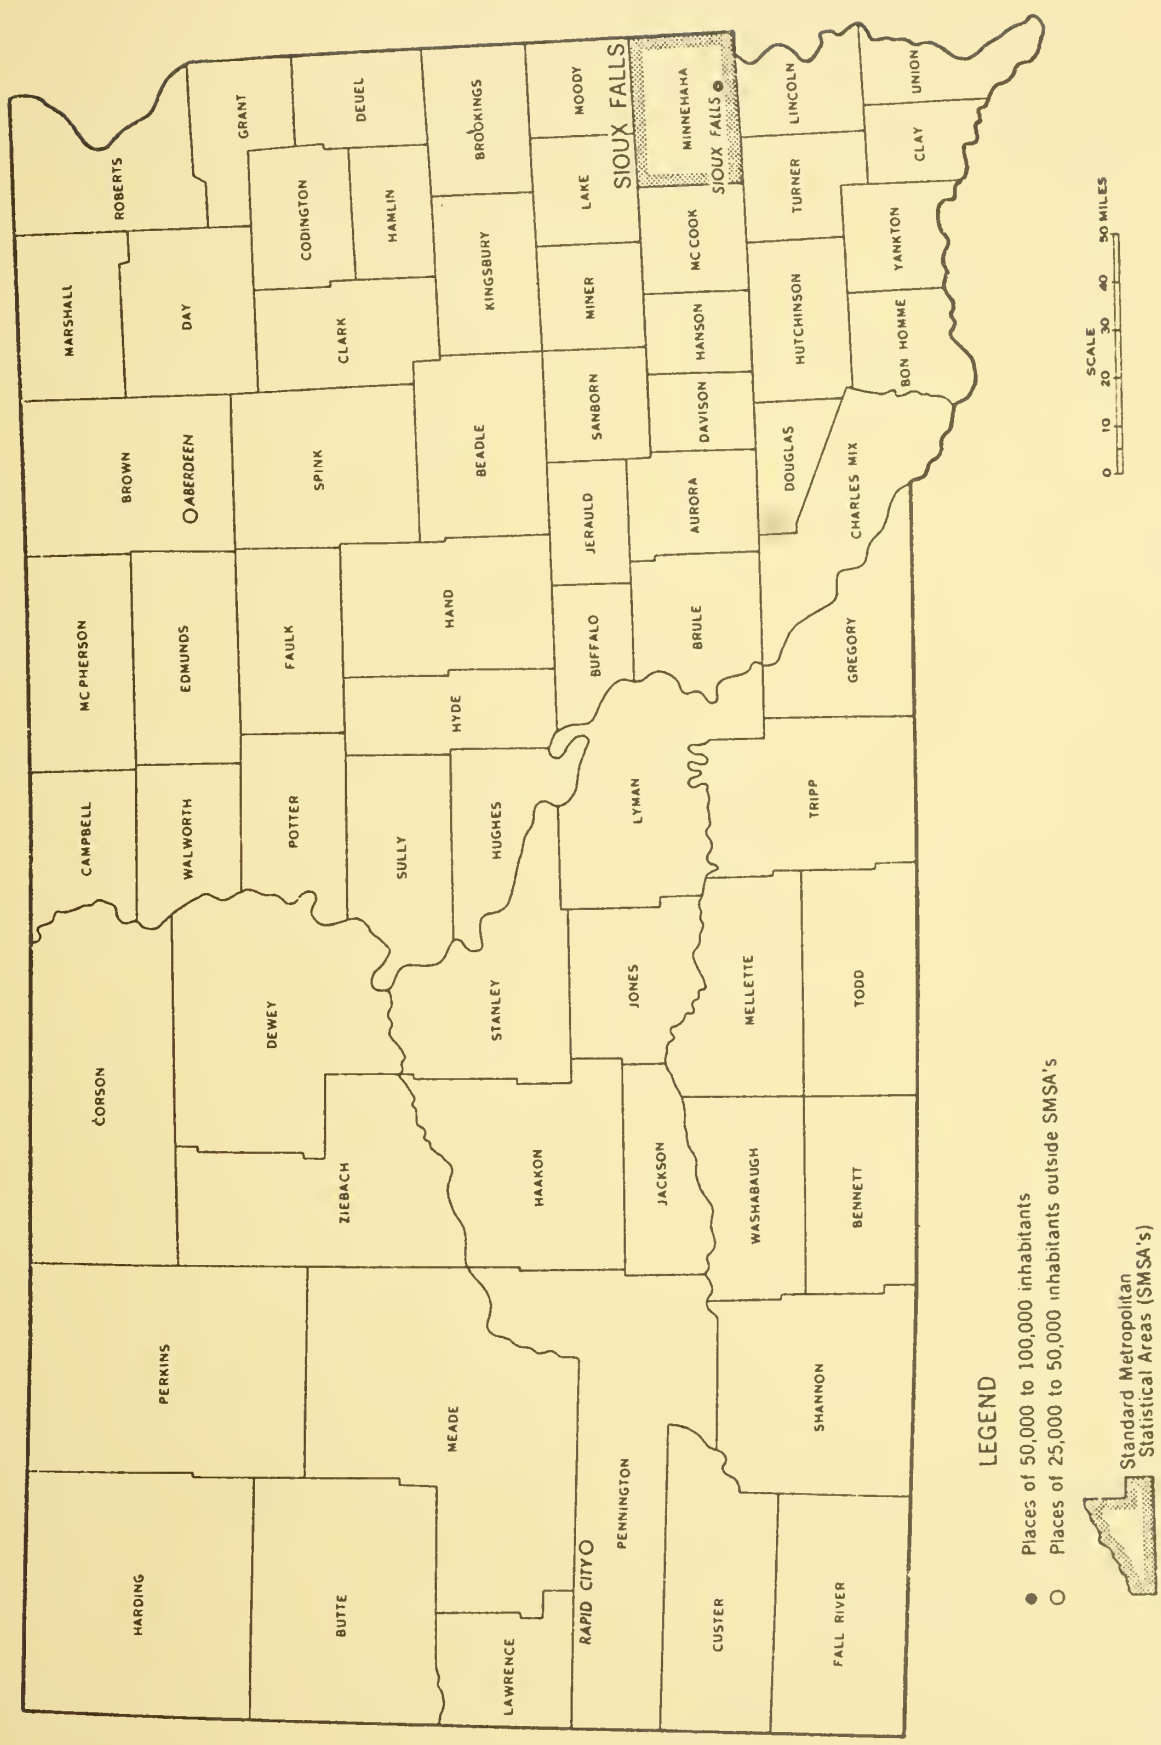 HARDING
PERKINS
CORSON
CAMPBELL
MC PHERSON
BROWN
MARSHALL
ROBERTS
BUTTE
MEADE
ZIEBACH
DEWEY
WALWORTH
EDMUNDS
ABERDEEN
DAY
GRANT
POTTER
FAULK
SPINK
CLARK
CODINGTON
DEUEL
HAMLIN
LAWRENCE
HAAKON
STANLEY
SULLY
HUGHES
HYDE
HAND
BEADLE
KINGSBURY
BROOKINGS
RAPID CITY
PENNINGTON
JACKSON
JONES
LYMAN
BUFFALO
JERAULD
SANBORN
MINER
LAKE
MOODY
SIOUX FALLS
CUSTER
WASHABAUGH
MELLETTE
BRULE
AURORA
DAVISON
HANSON
MC COOK
MINNEHAHA
SIOUX FALLS
FALL RIVER
SHANNON
BENNETT
TODD
TRIPP
GREGORY
CHARLES MIX
DOUGLAS
HUTCHINSON
TURNER
LINCOLN
BON HOMME
YANKTON
CLAY
UNION
LEGEND
Places of 50,000 to 100,000 inhabitants
Places of 25,000 to 50,000 inhabitants outside SMSA's
Standard Metropolitan
Statistical Areas (SMSA's)
SCALE
0 10 20 30 40 50 MILES